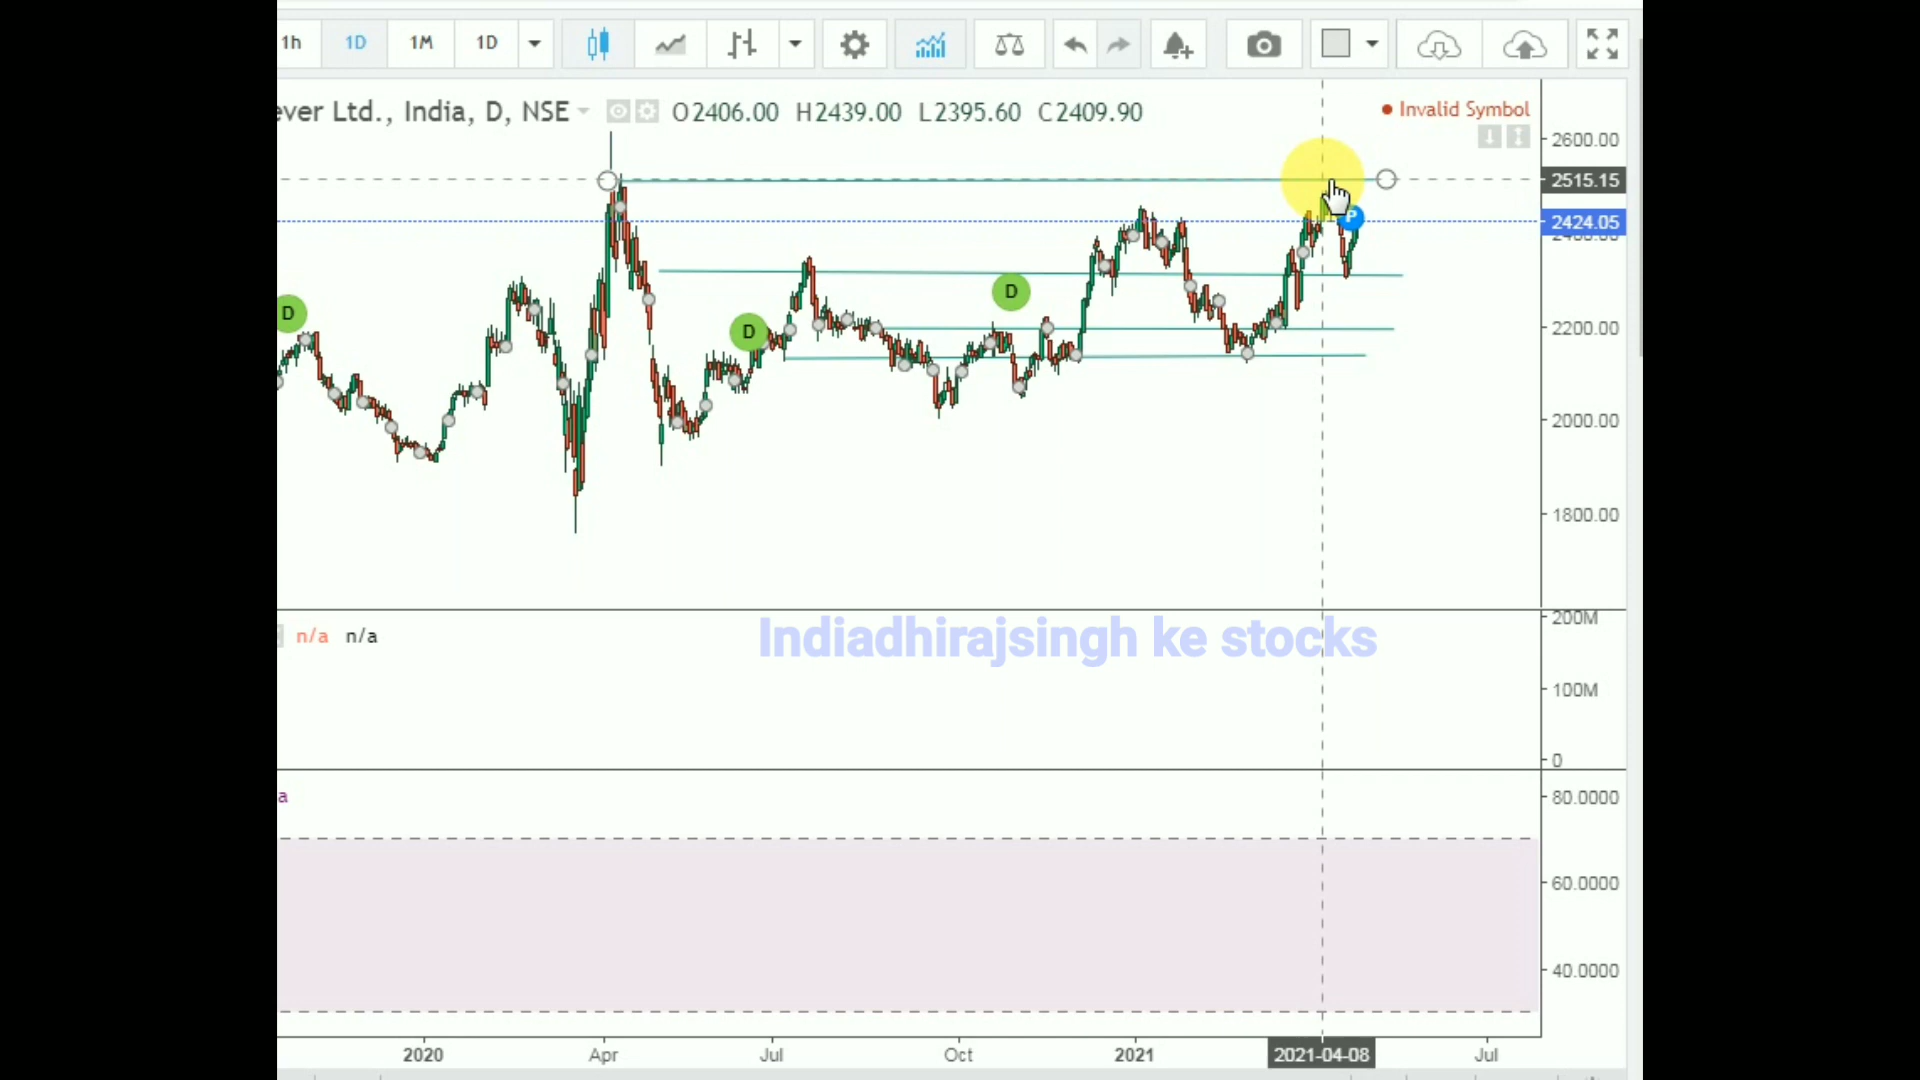 1h 1D 1M 1D
ever Ltd., India, D, NSE O2406.00 H2439.00 L2395.60 C2409.90
Invalid Symbol
2600.00
2515.15
2424.05
P
D
D
D
2200.00
2000.00
1800.00
200M
n/a n/a
Indiadhirajsingh ke stocks
100M
0
a
80.0000
60.0000
40.0000
2020 Apr Jul Oct 2021 2021-04-08 Jul